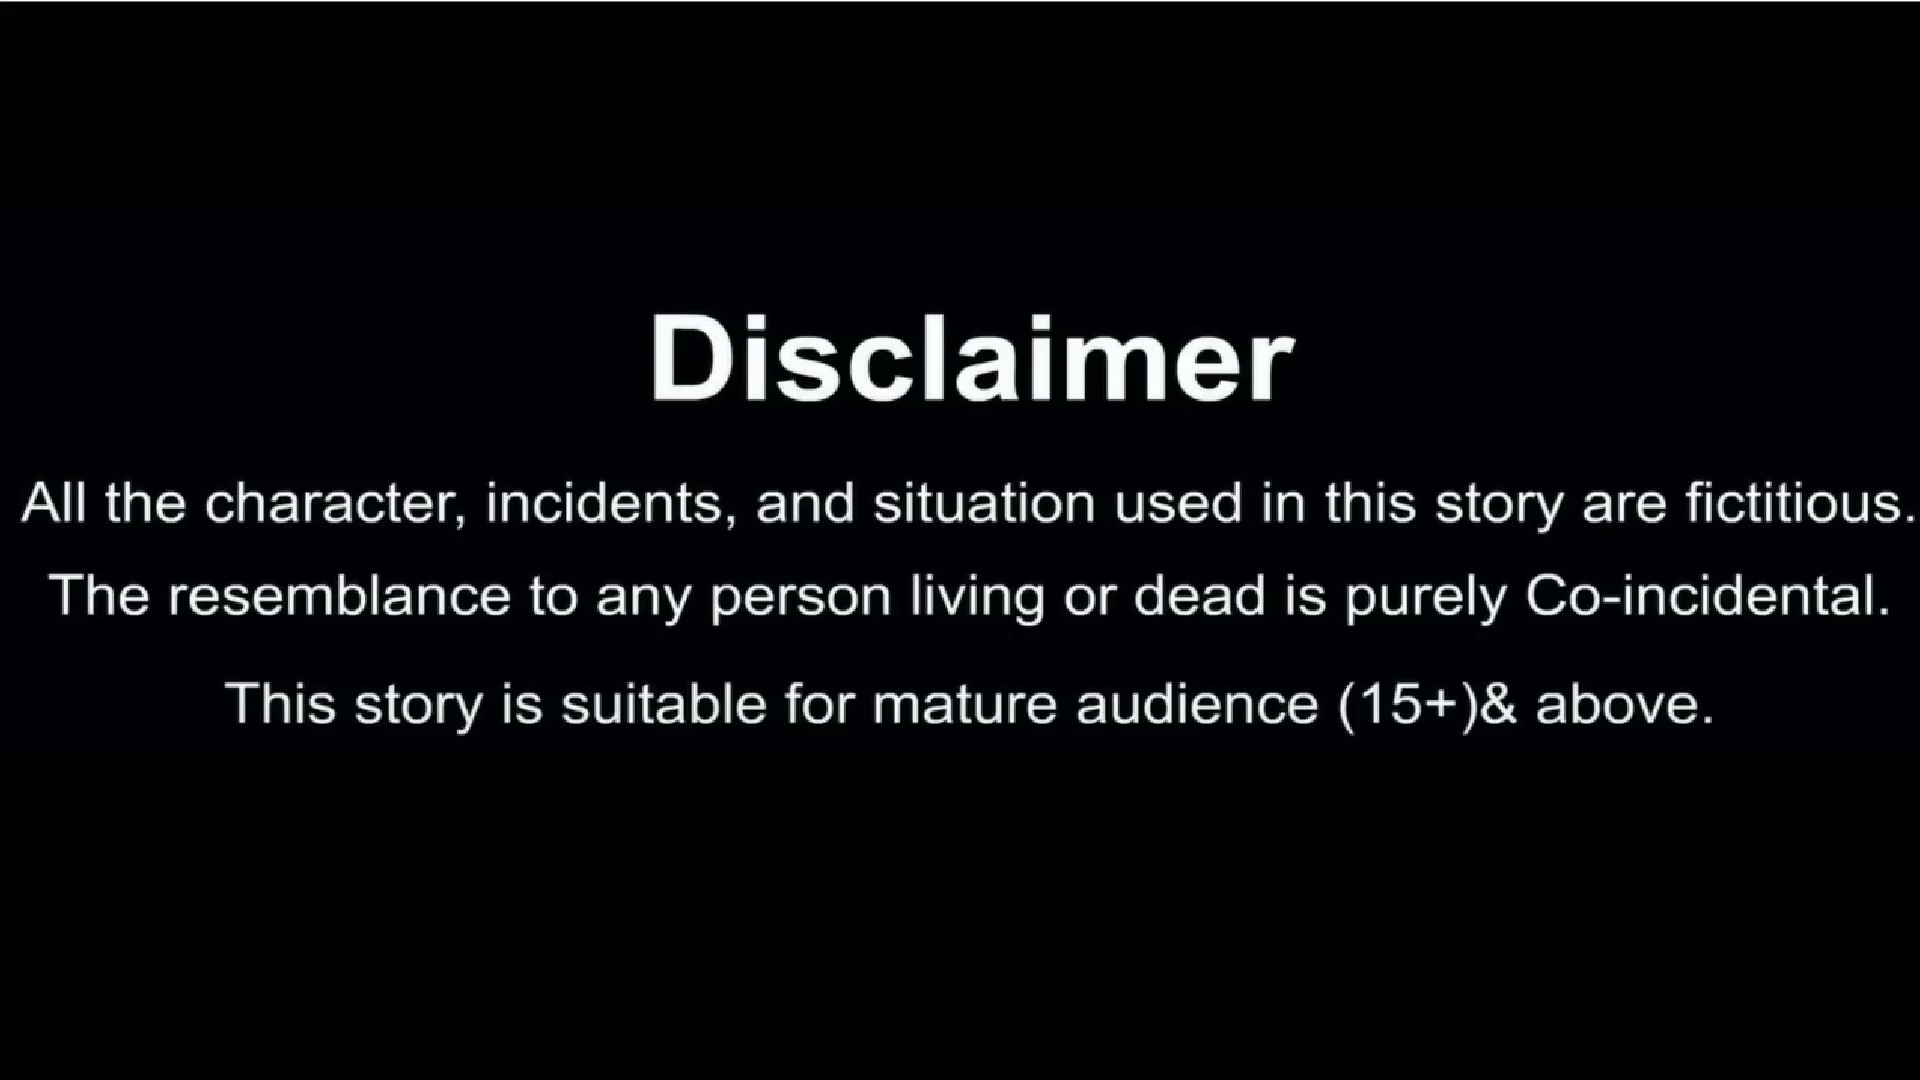 Disclaimer
All the character, incidents, and situation used in this story are fictitious.
The resemblance to any person living or dead is purely Co-incidental.
This story is suitable for mature audience (15+)& above.